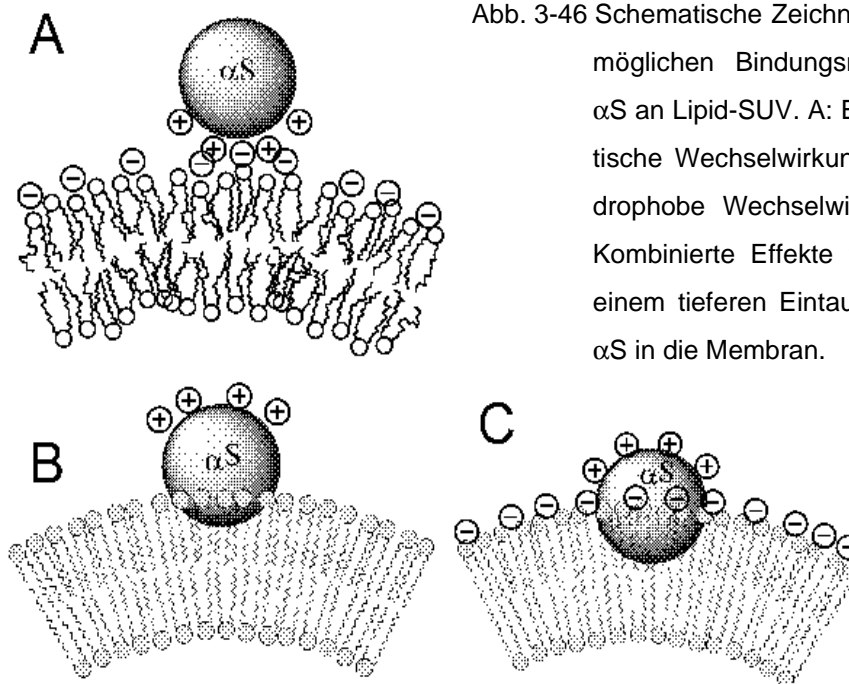 A
αS
Abb. 3-46 Schematische Zeichn
möglichen Bindungs
αS an Lipid-SUV. A: E
tische Wechselwirkun
drophobe Wechselwi
Kombinierte Effekte
einem tieferen Eintau
αS in die Membran.
B
αS
C
αS